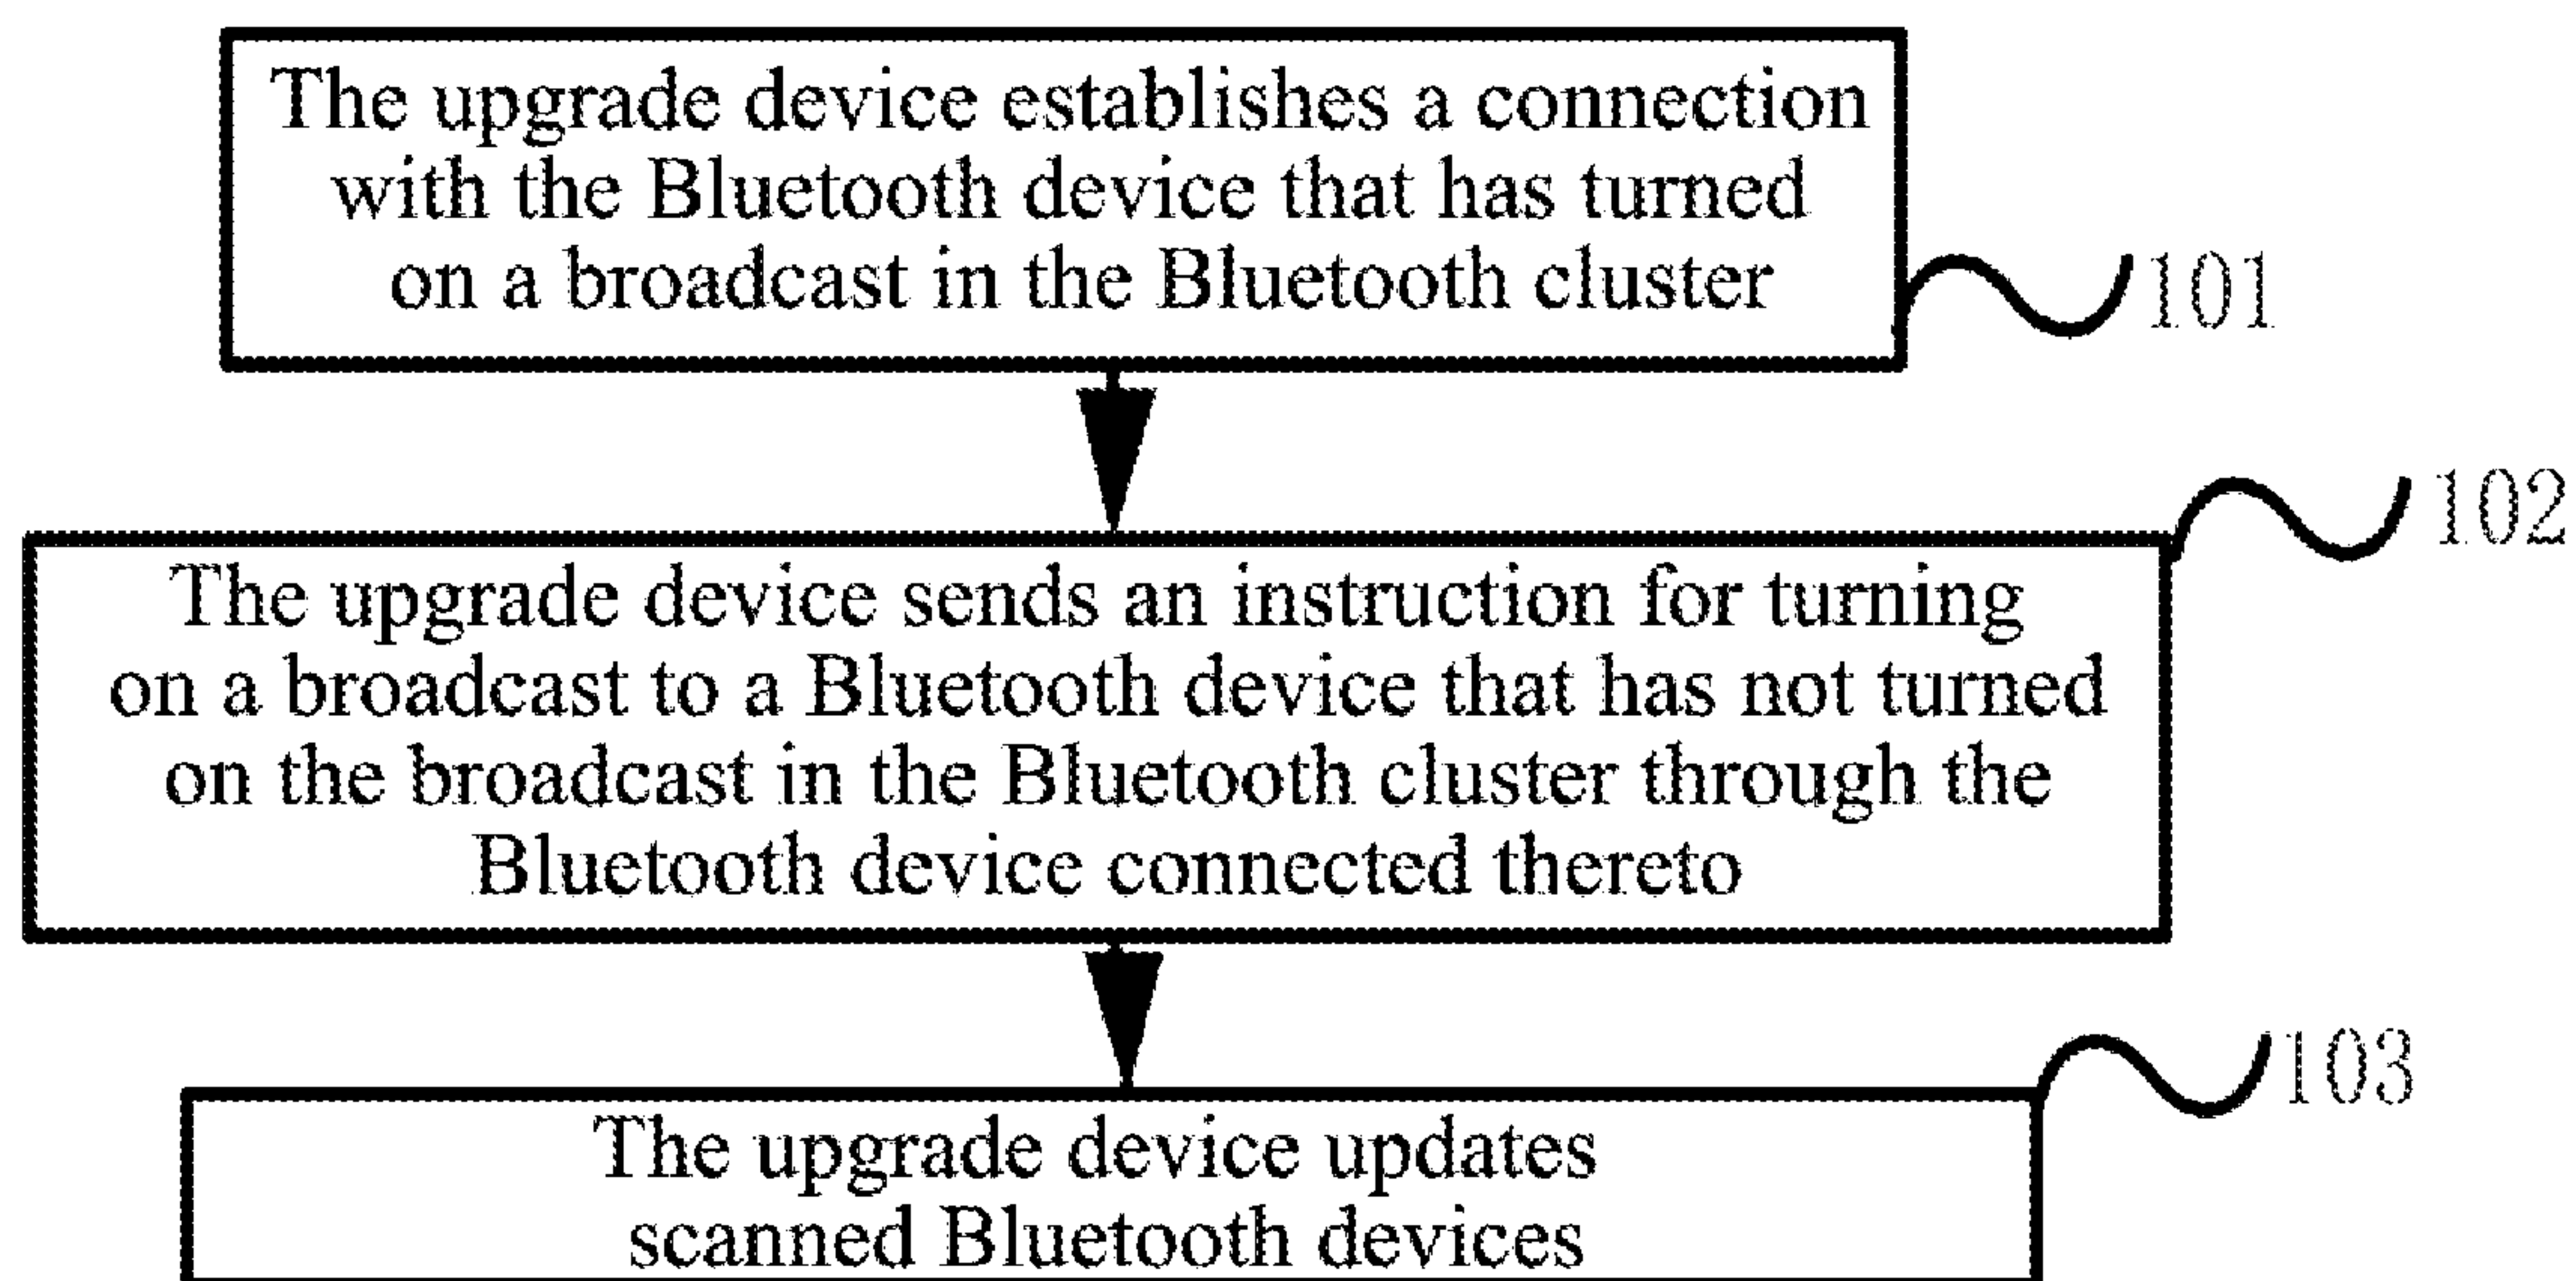 The upgrade device establishes a connection
with the Bluetooth device that has turned
on a broadcast in the Bluetooth cluster
101
102
The upgrade device sends an instruction for turning
on a broadcast to a Bluetooth device that has not turned
on the broadcast in the Bluetooth cluster through the
Bluetooth device connected thereto
103
The upgrade device updates
scanned Bluetooth devices